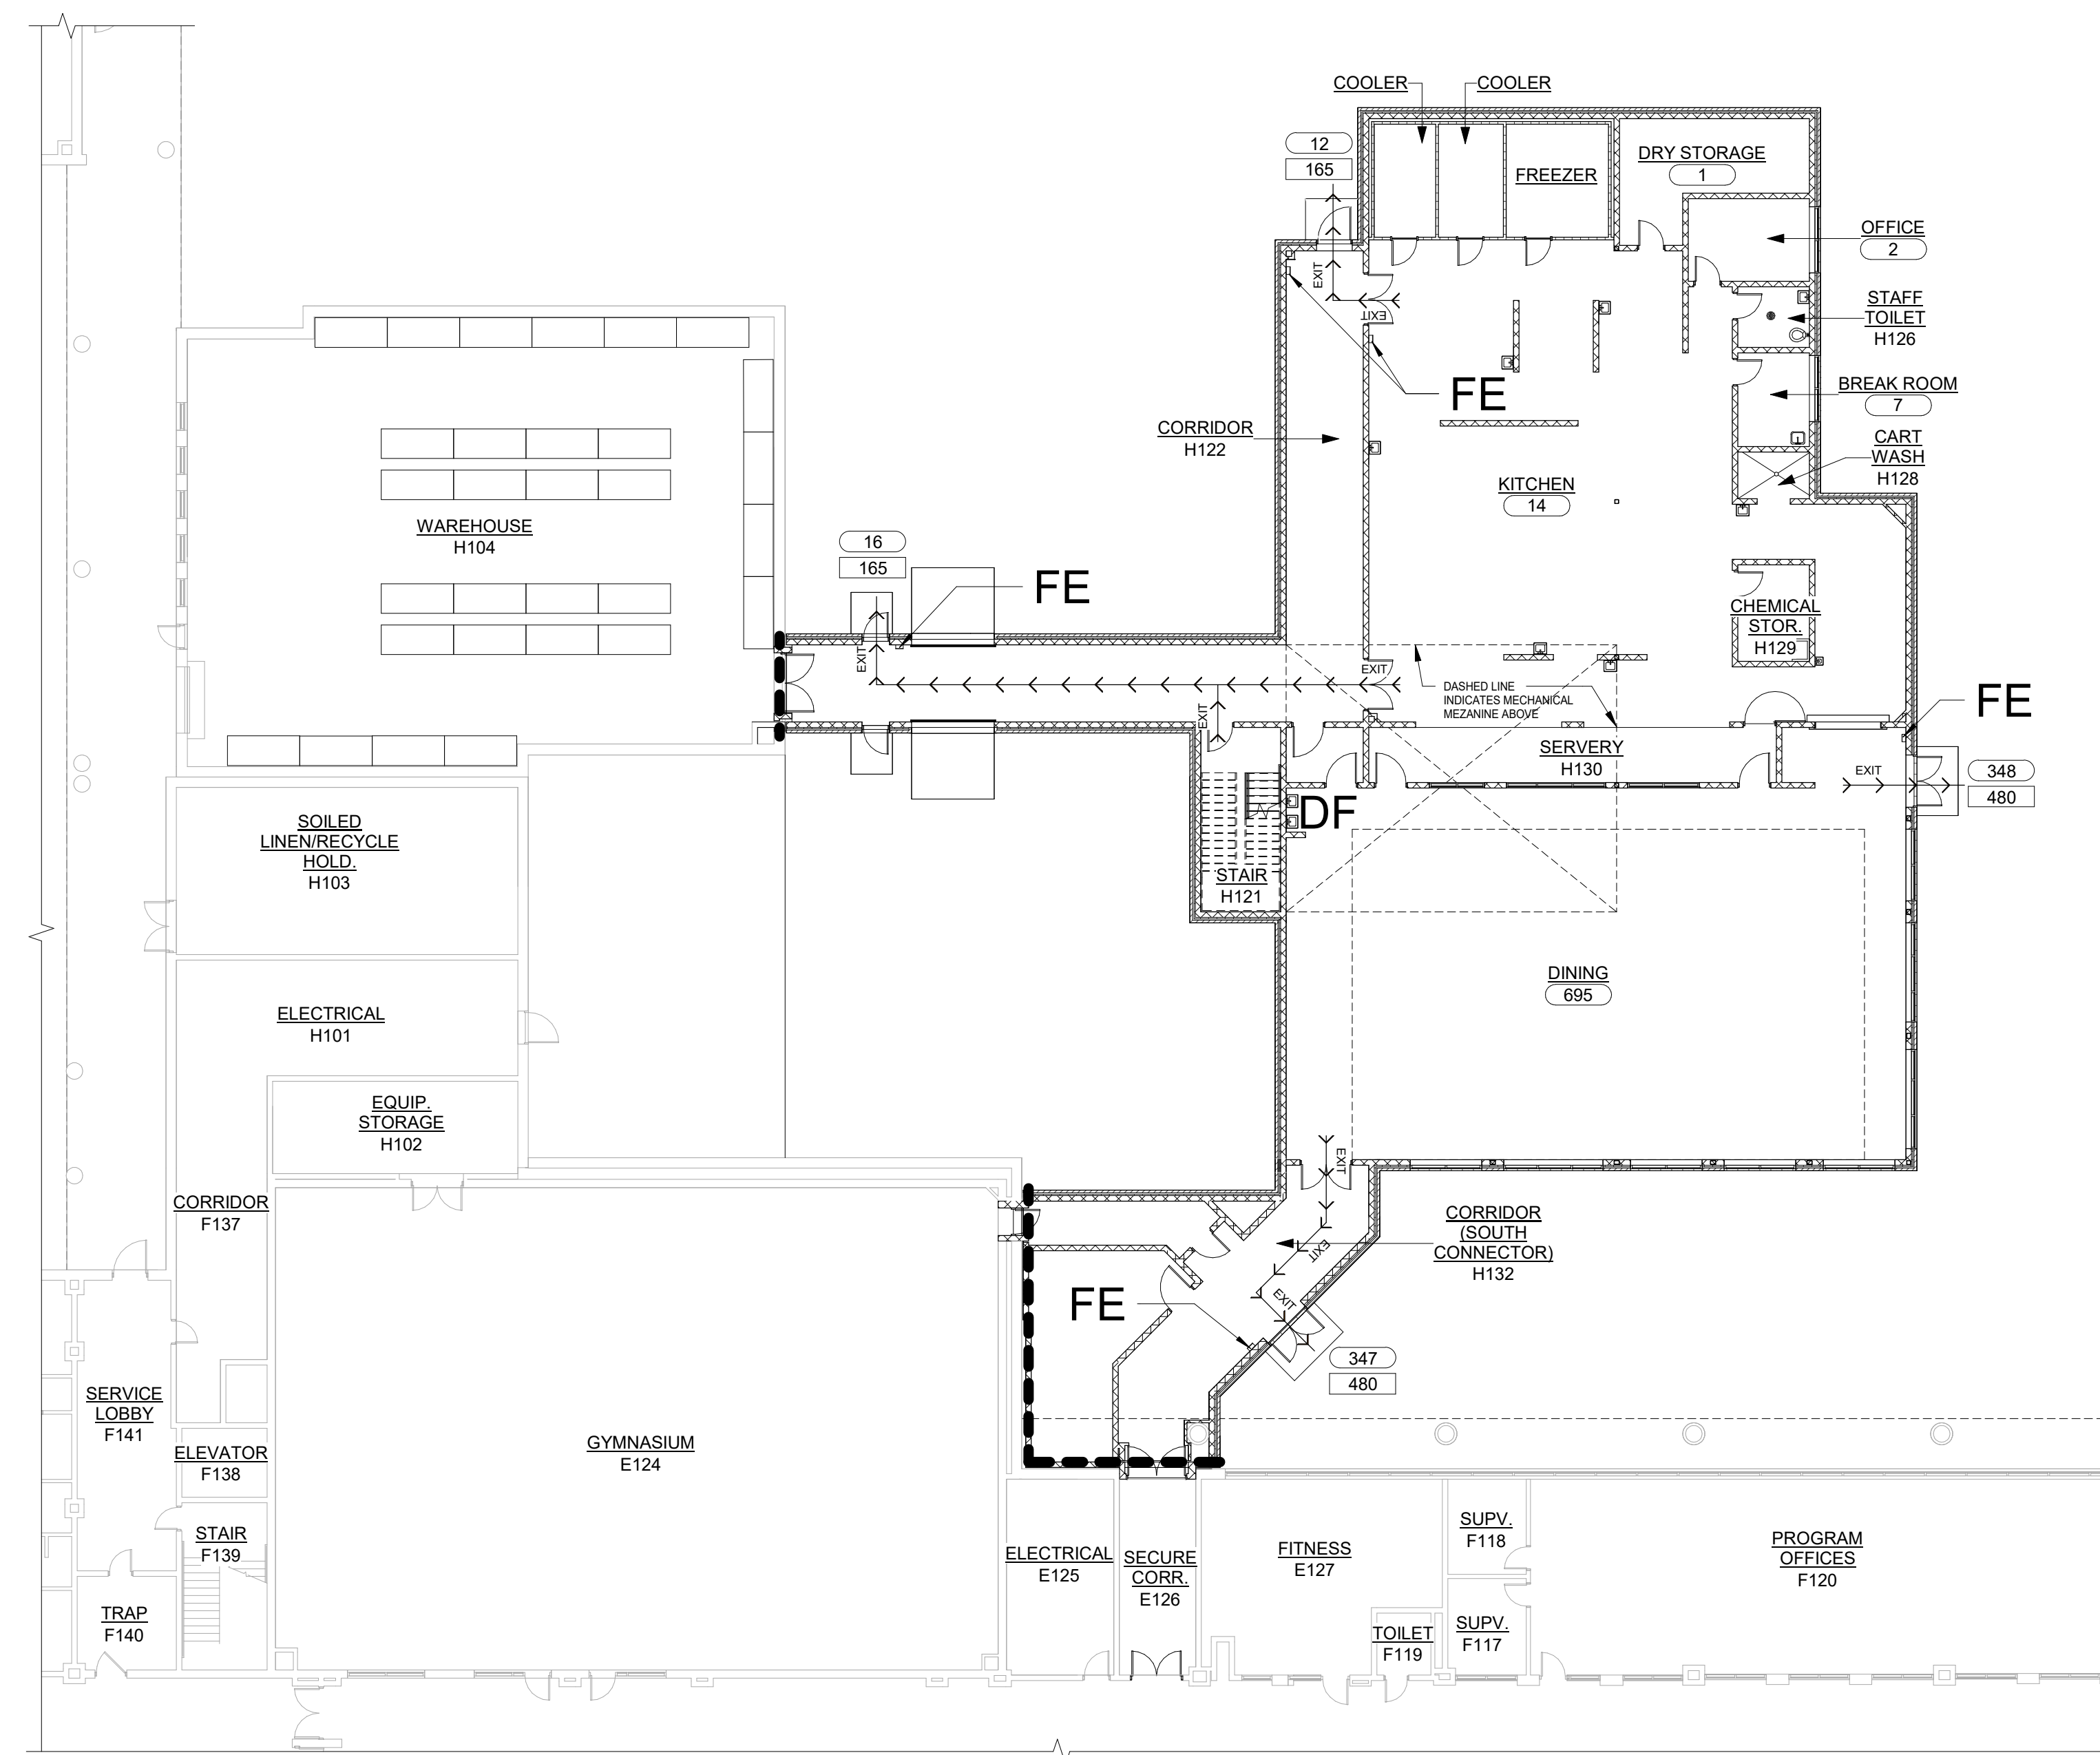 COOLER
COOLER
12
165
FREEZER
DRY STORAGE
1
OFFICE
2
STAFF
TOILET
H126
EXIT
EXIT
FE
BREAK ROOM
7
CORRIDOR
H122
CART
WASH
H128
KITCHEN
14
WAREHOUSE
H104
16
165
FE
CHEMICAL
STOR.
H129
EXIT
EXIT
DASHED LINE
INDICATES MECHANICAL
MEZANINE ABOVE
FE
EXIT
SERVERY
H130
EXIT
348
480
DF
SOILED
LINEN/RECYCLE
HOLD.
H103
STAIR
H121
DINING
695
ELECTRICAL
H101
EQUIP.
STORAGE
H102
EXIT
CORRIDOR
F137
CORRIDOR
(SOUTH
CONNECTOR)
H132
EXIT
FE
EXIT
347
480
SERVICE
LOBBY
F141
ELEVATOR
F138
GYMNASIUM
E124
STAIR
F139
TRAP
F140
ELECTRICAL
E125
SECURE
CORR.
E126
FITNESS
E127
SUPV.
F118
PROGRAM
OFFICES
F120
TOILET
F119
SUPV.
F117